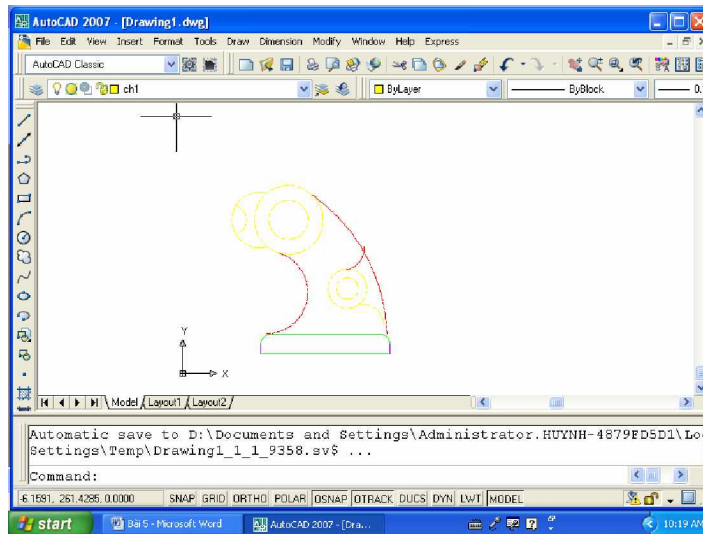 AutoCAD 2007 - [Drawing1.dwg]
File Edit View Insert Format Tools Draw Dimension Modify Window Help Express
AutoCAD Classic
ch1 ByLayer ByBlock 0.
Y
X
Model Layout1 Layout2
Automatic save to D:\Documents and Settings\Administrator.HUYNH-4879FD5D1\Lo
Settings\Temp\Drawing1_1_1_9358.sv$ ...
Command:
-6.1591, 261.4285, 0.0000 SNAP GRID ORTHO POLAR OSNAP OTRACK DUCS DYN LWT MODEL
start Bài 5 - Microsoft Word AutoCAD 2007 - [Dra... 10:19 AM